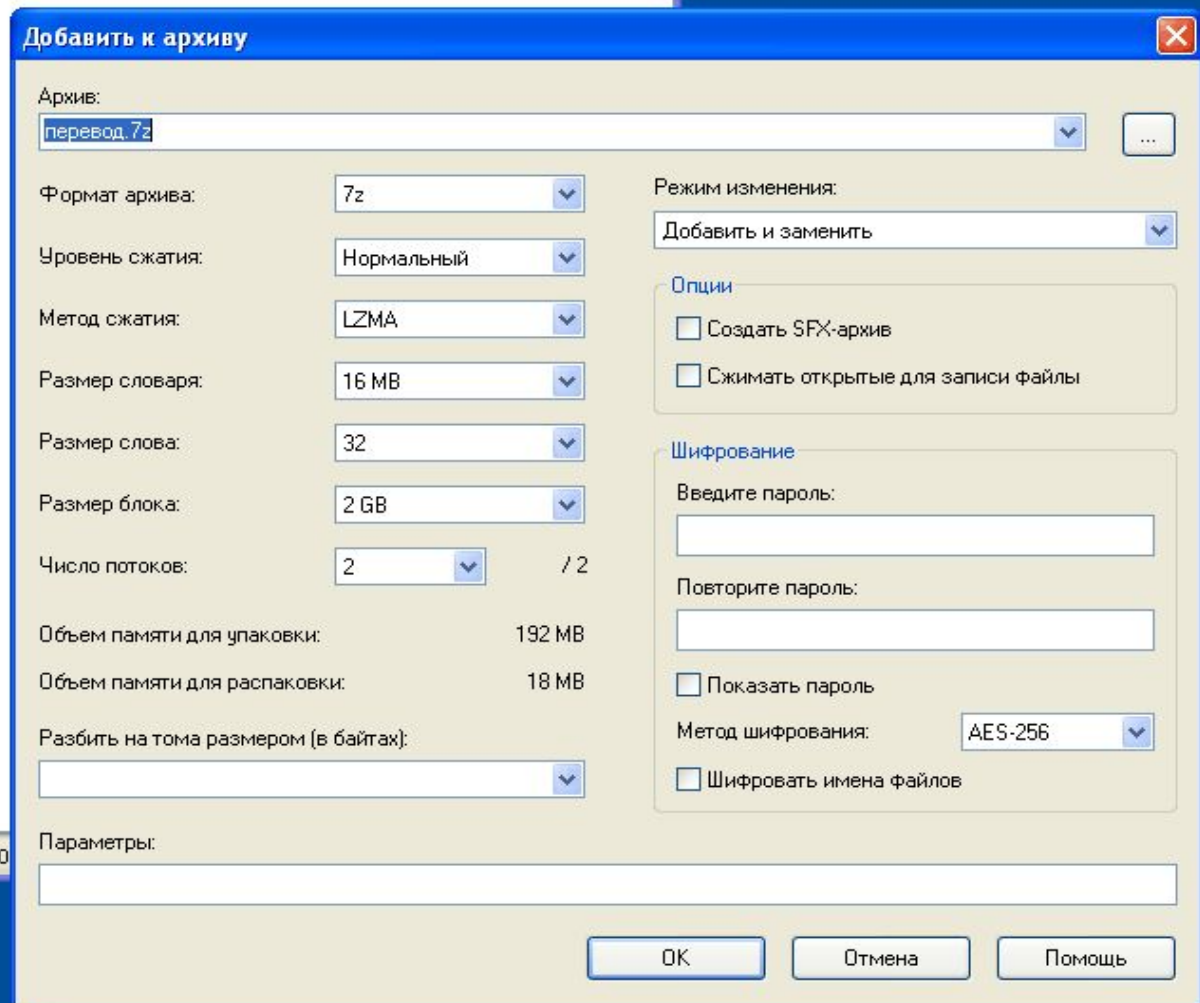 Добавить к архиву
Архив:
перевод.7z
...
Формат архива: 7z
Уровень сжатия: Нормальный
Метод сжатия: LZMA
Размер словаря: 16 MB
Размер слова: 32
Размер блока: 2 GB
Число потоков: 2 / 2
Объем памяти для упаковки: 192 MB
Объем памяти для распаковки: 18 MB
Разбить на тома размером (в байтах):
Режим изменения:
Добавить и заменить
Опции
Создать SFX-архив
Сжимать открытые для записи файлы
Шифрование
Введите пароль:
Повторите пароль:
Показать пароль
Метод шифрования: AES-256
Шифровать имена файлов
Параметры:
OK Отмена Помощь